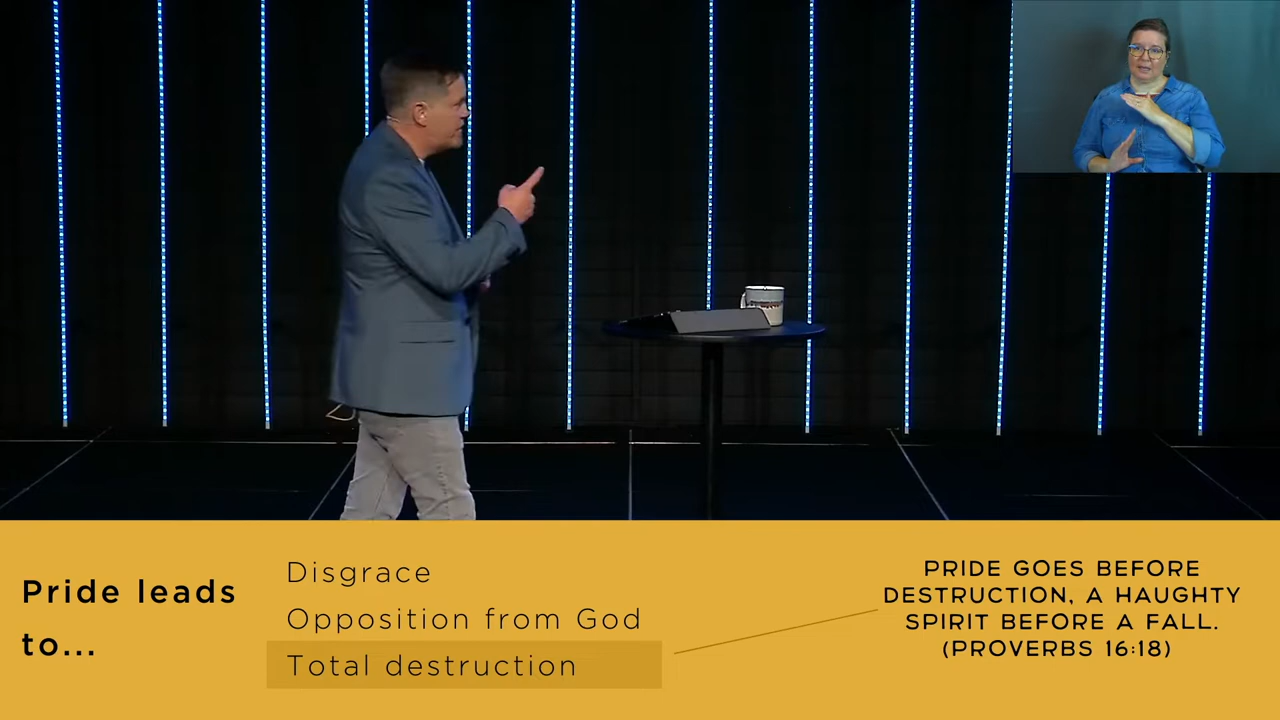 Pride leads
to...
Disgrace
Opposition from God
Total destruction
PRIDE GOES BEFORE
DESTRUCTION, A HAUGHTY
SPIRIT BEFORE A FALL.
(PROVERBS 16:18)